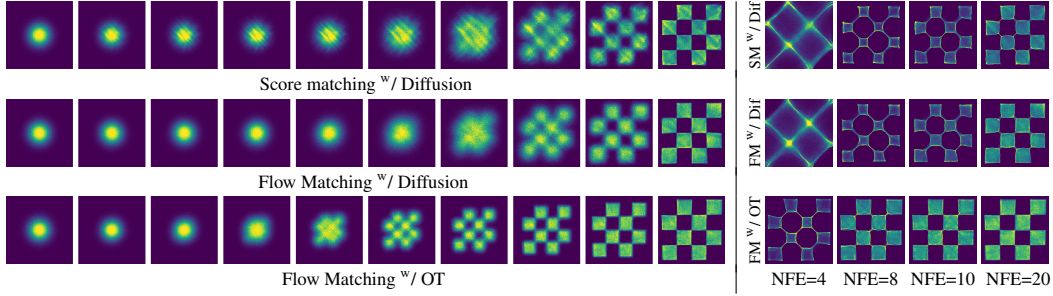 Score matching w/ Diffusion
Flow Matching w/ Diffusion
Flow Matching w/ OT
SM w/ Dif
FM w/ Dif
FM w/ OT
NFE=4 NFE=8 NFE=10 NFE=20